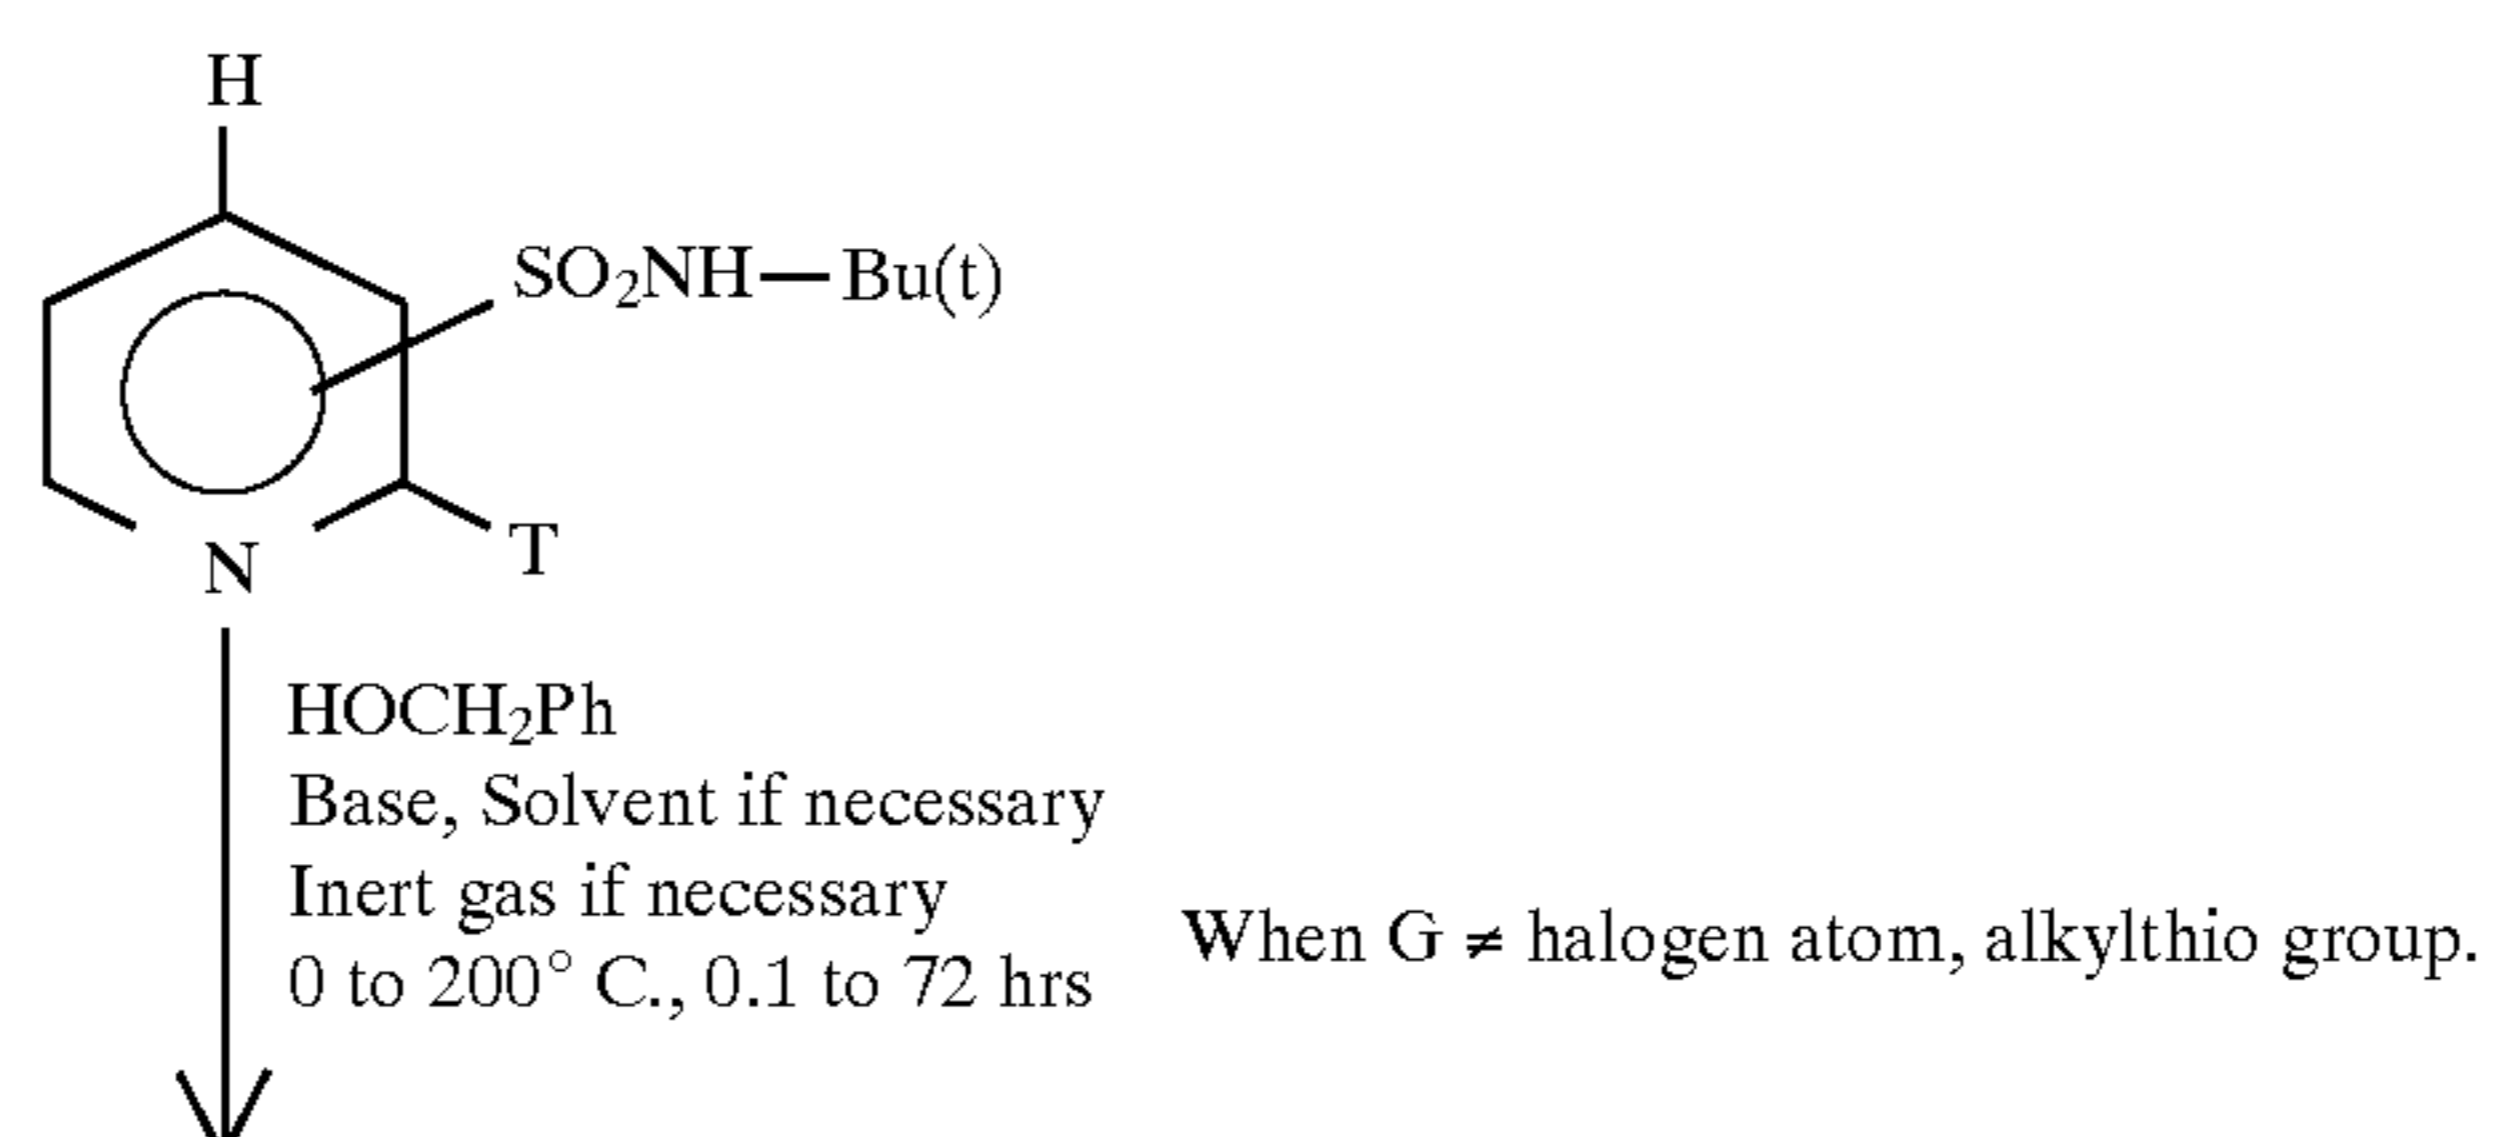 H
SO2NH—Bu(t)
T
N
HOCH2Ph
Base, Solvent if necessary
Inert gas if necessary
0 to 200° C., 0.1 to 72 hrs
When G ≠ halogen atom, alkylthio group.